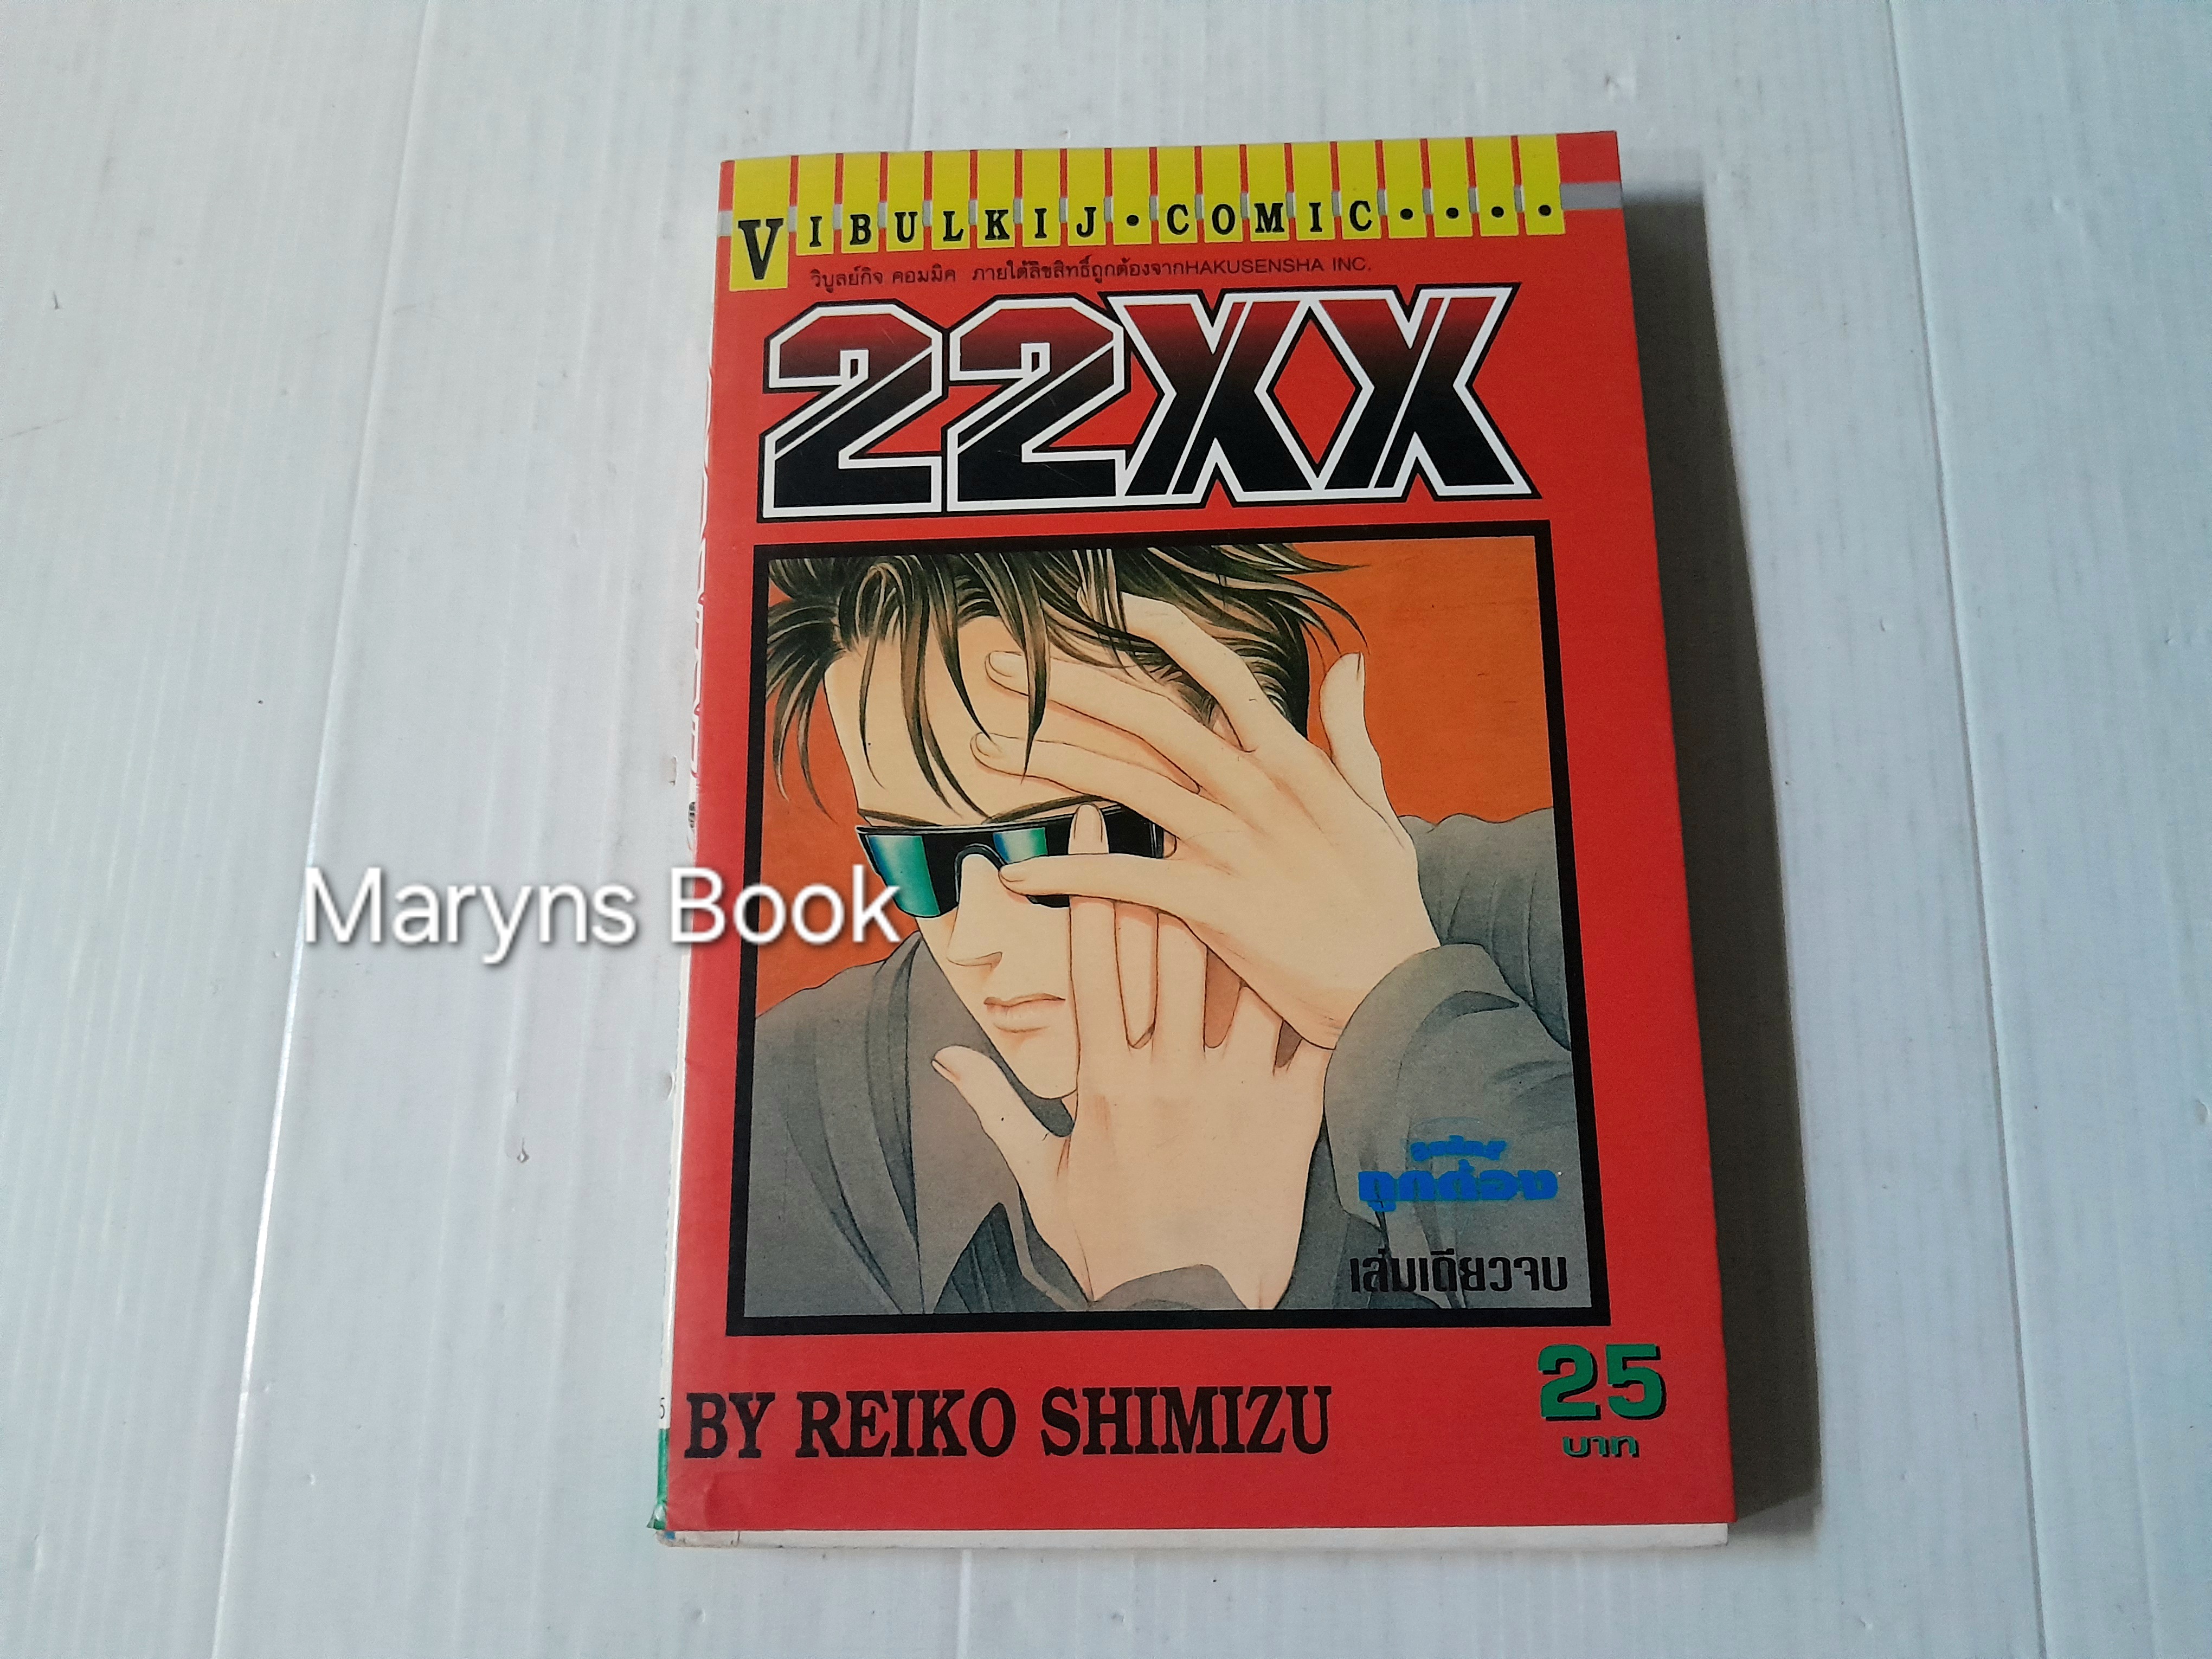 VIBULKIJ•COMIC••••
วิบูลย์กิจ คอมมิค ภายใต้ลิขสิทธิ์ถูกต้องจากHAKUSENSHA INC.
22XX
Maryns Book
ถูกต้อง
เล่มเดียวจบ
BY REIKO SHIMIZU
25
บาท